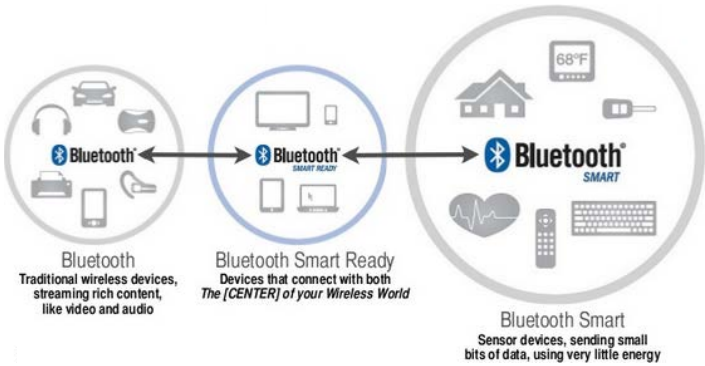 68°F
Bluetooth®
Bluetooth®
SMART READY
Bluetooth®
SMART
Bluetooth
Traditional wireless devices,
streaming rich content,
like video and audio
Bluetooth Smart Ready
Devices that connect with both
The [CENTER] of your Wireless World
Bluetooth Smart
Sensor devices, sending small
bits of data, using very little energy